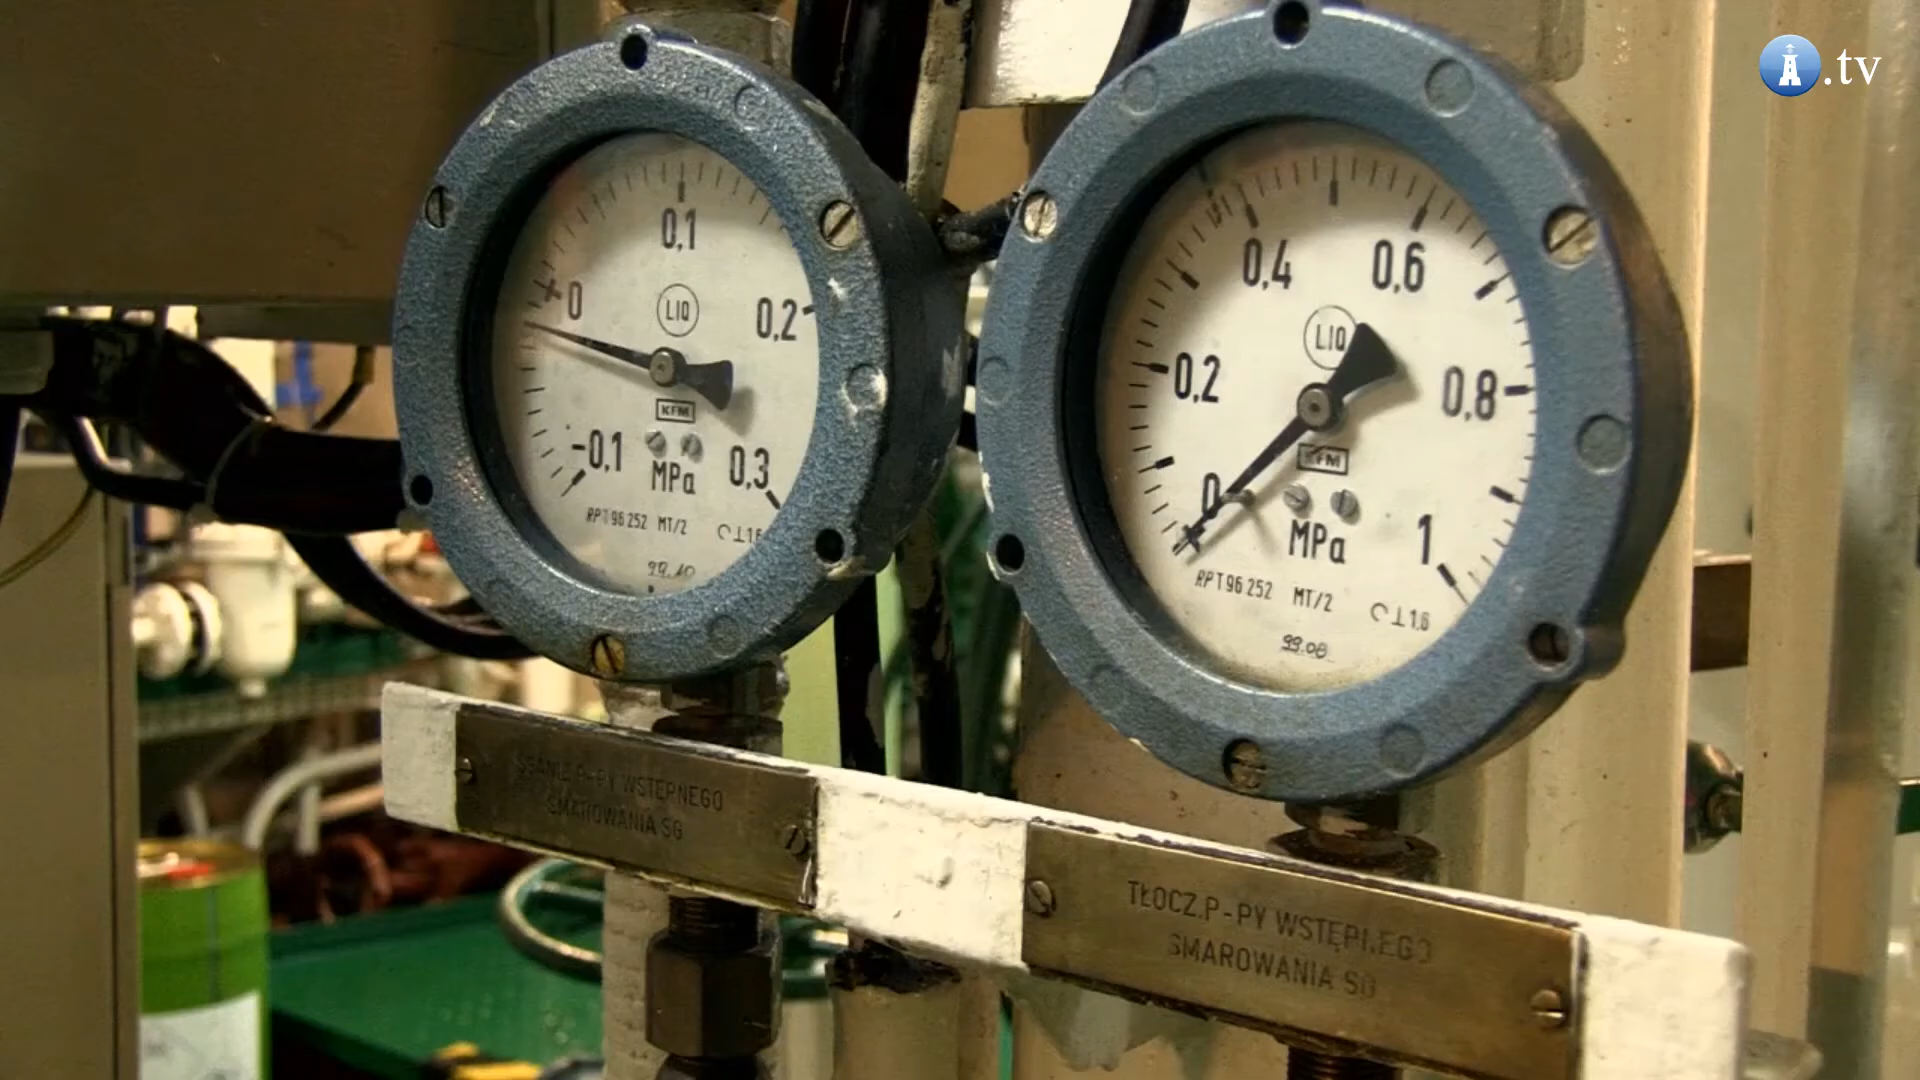 .tv
0,1
0
0,2
LIQ
KFM
-0,1
0,3
MPa
RPT 96 252 MT/2
99.10
0,4
0,6
LIQ
0,2
0,8
KFM
0
1
MPa
RPT 96 252 MT/2 1,6
99.08
SSANIE P-PY WSTĘPNEGO
SMAROWANIA SG
TŁOCZ.P-PY WSTĘPNEGO
SMAROWANIA SG